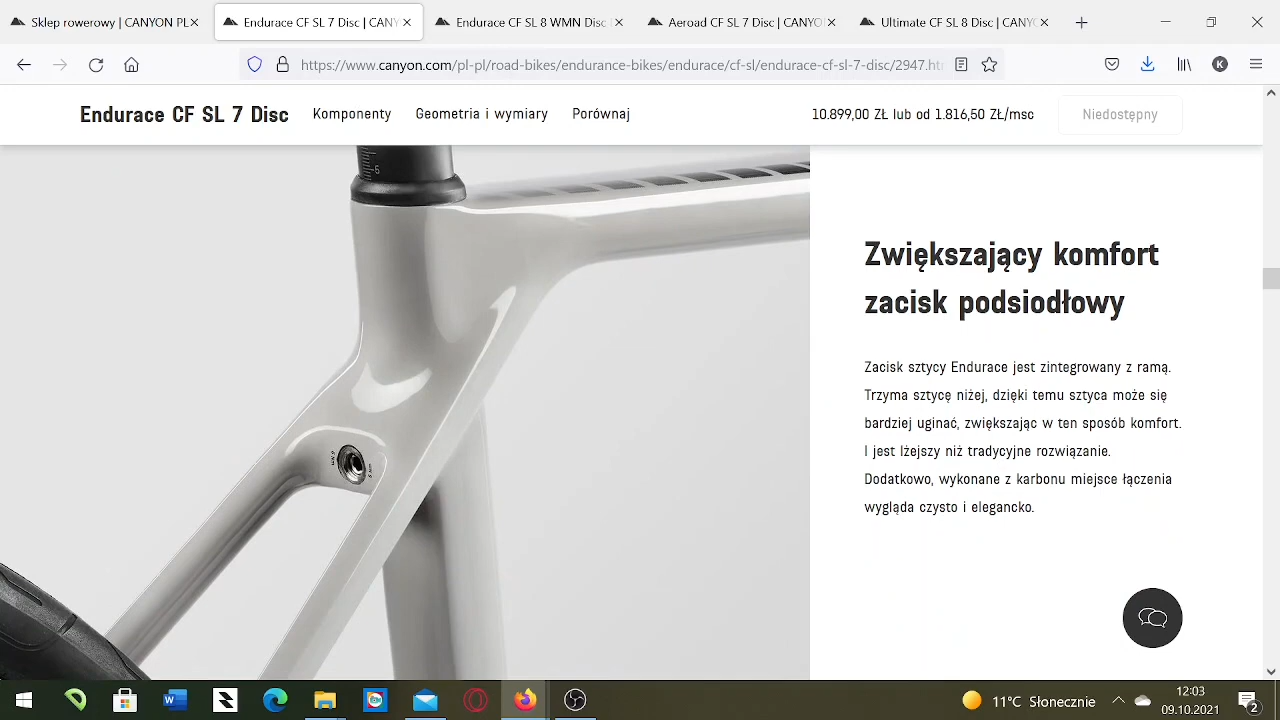 Sklep rowerowy | CANYON PL
Endurace CF SL 7 Disc | CANY
Endurace CF SL 8 WMN Disc
Aeroad CF SL 7 Disc | CANYO
Ultimate CF SL 8 Disc | CANYO
https://www.canyon.com/pl-pl/road-bikes/endurance-bikes/endurace/cf-sl/endurace-cf-sl-7-disc/2947.htm
K
Endurace CF SL 7 Disc
Komponenty
Geometria i wymiary
Porównaj
10.899,00 ZŁ lub od 1.816,50 ZŁ/msc
Niedostępny
5
Zwiększający komfort
zacisk podsiodłowy
Zacisk sztycy Endurace jest zintegrowany z ramą.
Trzyma sztycę niżej, dzięki temu sztyca może się
bardziej uginać, zwiększając w ten sposób komfort.
I jest lżejszy niż tradycyjne rozwiązanie.
Dodatkowo, wykonane z karbonu miejsce łączenia
wygląda czysto i elegancko.
11°C Słonecznie
12:03
09.10.2021
2